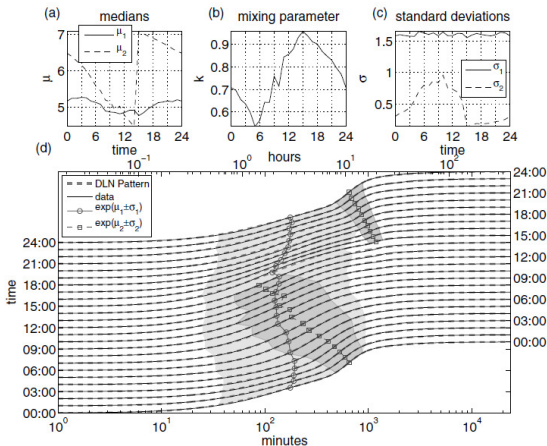 (a) medians
μ1
μ2
7
6
5
μ
0 6 12 18 24
time
(b) mixing parameter
0.9
0.8
0.7
0.6
k
0 5 10 15 20 24
hours
(c) standard deviations
1.5
1
0.5
σ
σ1
σ2
0 6 12 18 24
time
(d)
10^-1 10^0 10^1 10^2
DLN Pattern
data
exp(μ1±σ1)
exp(μ2±σ2)
24:00
21:00
18:00
15:00
12:00
09:00
06:00
03:00
00:00
time
24:00
21:00
18:00
15:00
12:00
09:00
06:00
03:00
00:00
10^0 10^1 10^2 10^3 10^4
minutes